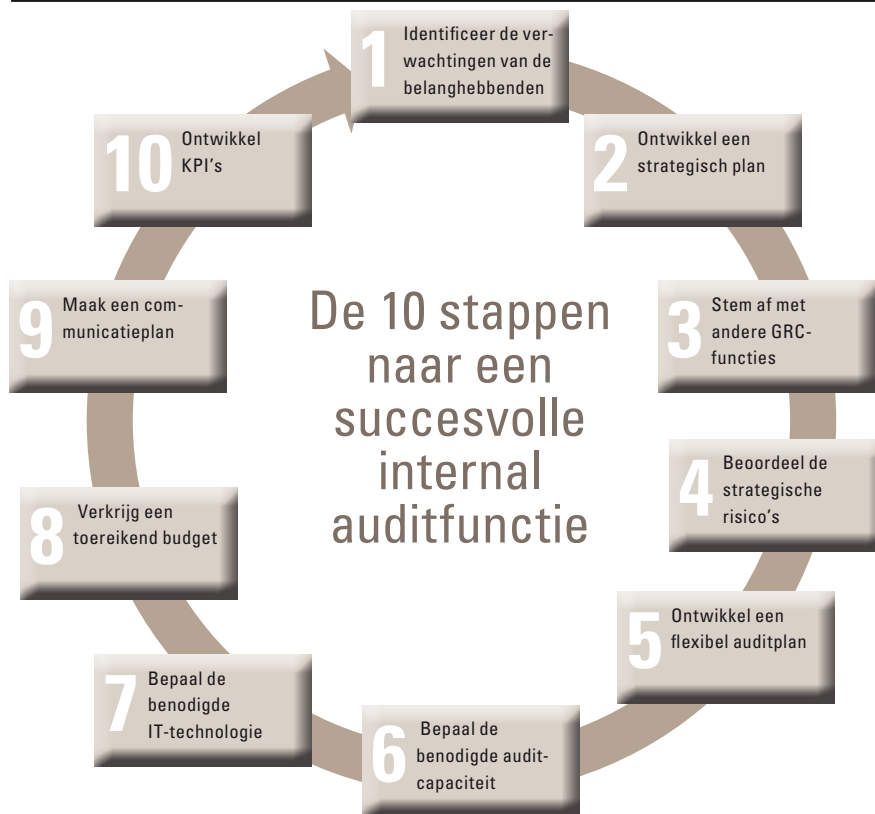 1
Identificeer de ver-
wachtingen van de
belanghebbenden
2
Ontwikkel een
strategisch plan
3
Stem af met
andere GRC-
functies
4
Beoordeel de
strategische
risico's
5
Ontwikkel een
flexibel auditplan
6
Bepaal de
benodigde audit-
capaciteit
7
Bepaal de
benodigde
IT-technologie
8
Verkrijg een
toereikend budget
9
Maak een com-
municatieplan
10
Ontwikkel
KPI's
De 10 stappen
naar een
succesvolle
internal
auditfunctie